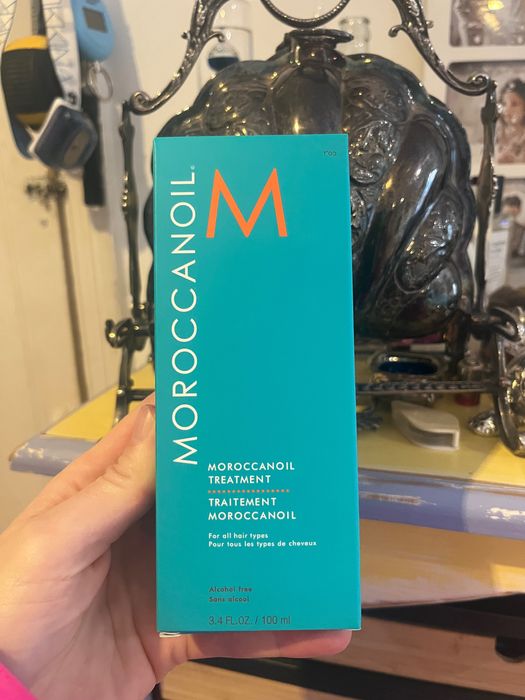 MOROCCANOIL®
M
MOROCCANOIL
TREATMENT
TRAITEMENT
MOROCCANOIL
For all hair types
Pour tous les types de cheveux
Alcohol free
Sans alcool
3.4 FL.OZ. / 100 ml